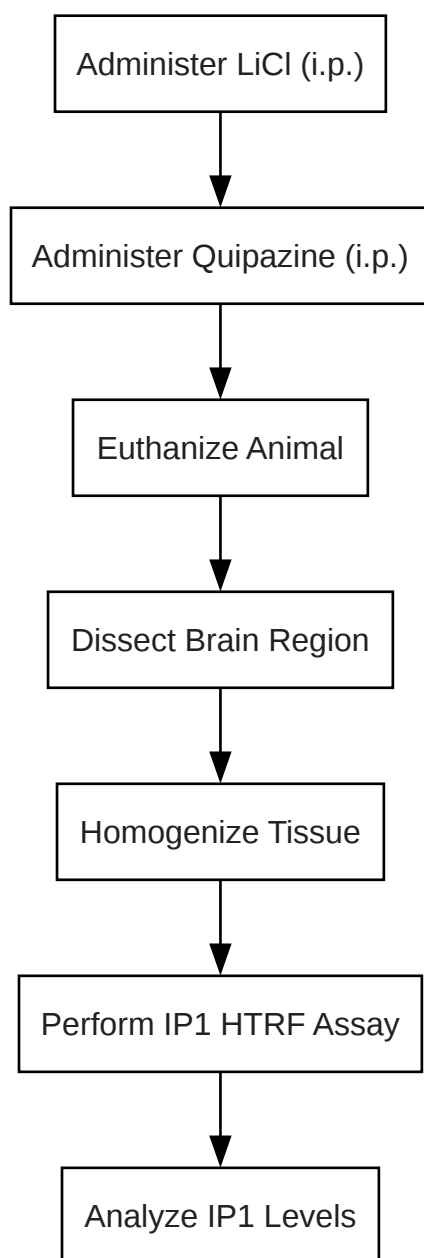 Administer LiCl (i.p.)
Administer Quipazine (i.p.)
Euthanize Animal
Dissect Brain Region
Homogenize Tissue
Perform IP1 HTRF Assay
Analyze IP1 Levels